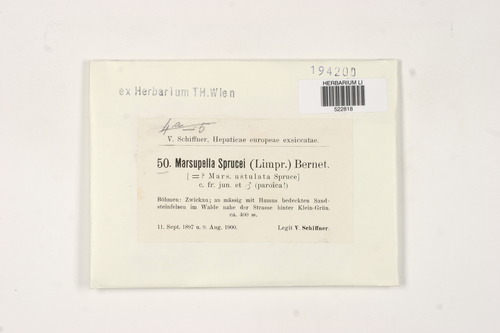 194200
HERBARIUM LI
522818
ex Herbarium TH.Wien
V. Schiffner, Hepaticae europeae exsiccatae.
50. Marsupella Sprucei (Limpr.) Bernet.
[= ? Mars. ustulata Spruce]
c. fr. jun. et ♂ (paroica!)
Böhmen: Zwickau; an mässig mit Humus bedeckten Sand-
steinfelsen im Walde nahe der Strasse hinter Klein-Grün.
ca. 400 m.
11. Sept. 1897 u. 9. Aug. 1900. Legit V. Schiffner.